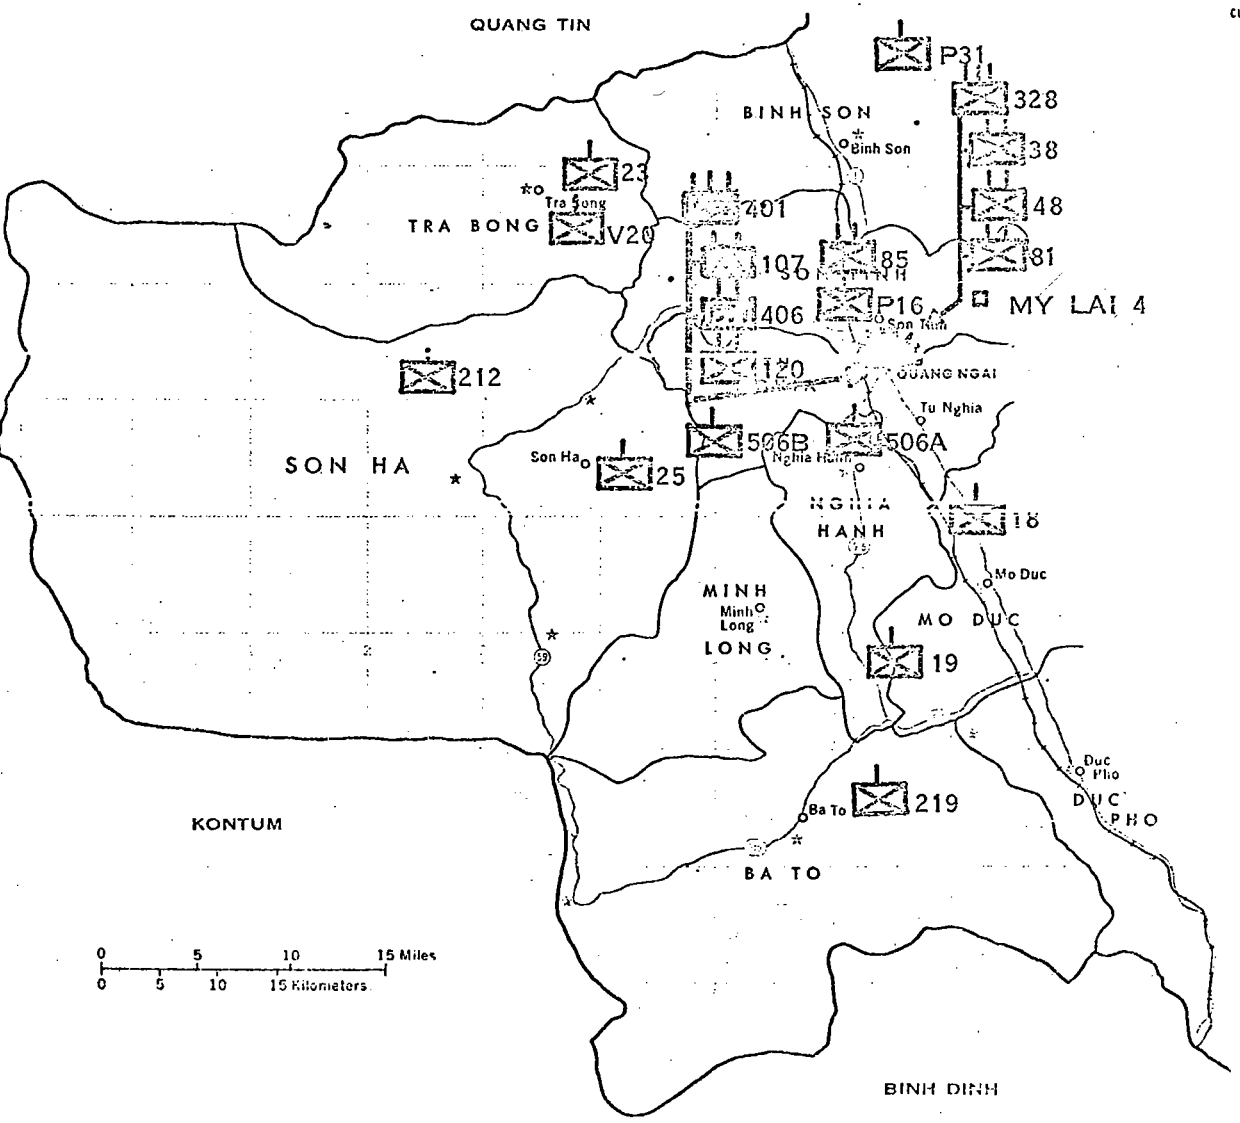 QUANG TIN
P31
328
BINH SON
38
Binh Son
1
23
Tra Bong
48
401
TRA BONG
V20
81
107
85
MY LAI 4
406
P16
120
QUANG NGAI
212
Tu Nghia
506B
506A
Son Ha
SON HA
25
NGHIA
HANH
18
Mo Duc
MINH
Minh
Long
LONG
MO DUC
59
19
Duc
Pho
DUC
PHO
Ba To
219
KONTUM
BA TO
0 5 10 15 Miles
0 5 10 15 Kilometers
BINH DINH